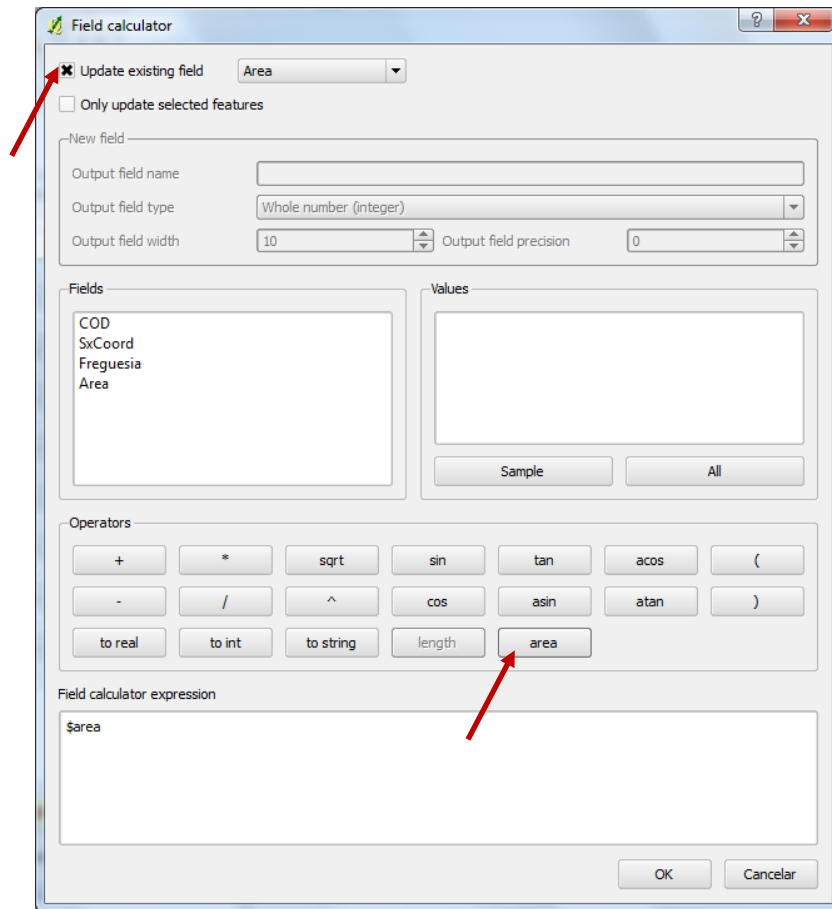 Field calculator
Update existing field Area
Only update selected features
New field
Output field name
Output field type Whole number (integer)
Output field width 10 Output field precision 0
Fields Values
COD
SxCoord
Freguesia
Area
Sample All
Operators
+ * sqrt sin tan acos (
- / ^ cos asin atan )
to real to int to string length area
Field calculator expression
$area
OK Cancelar